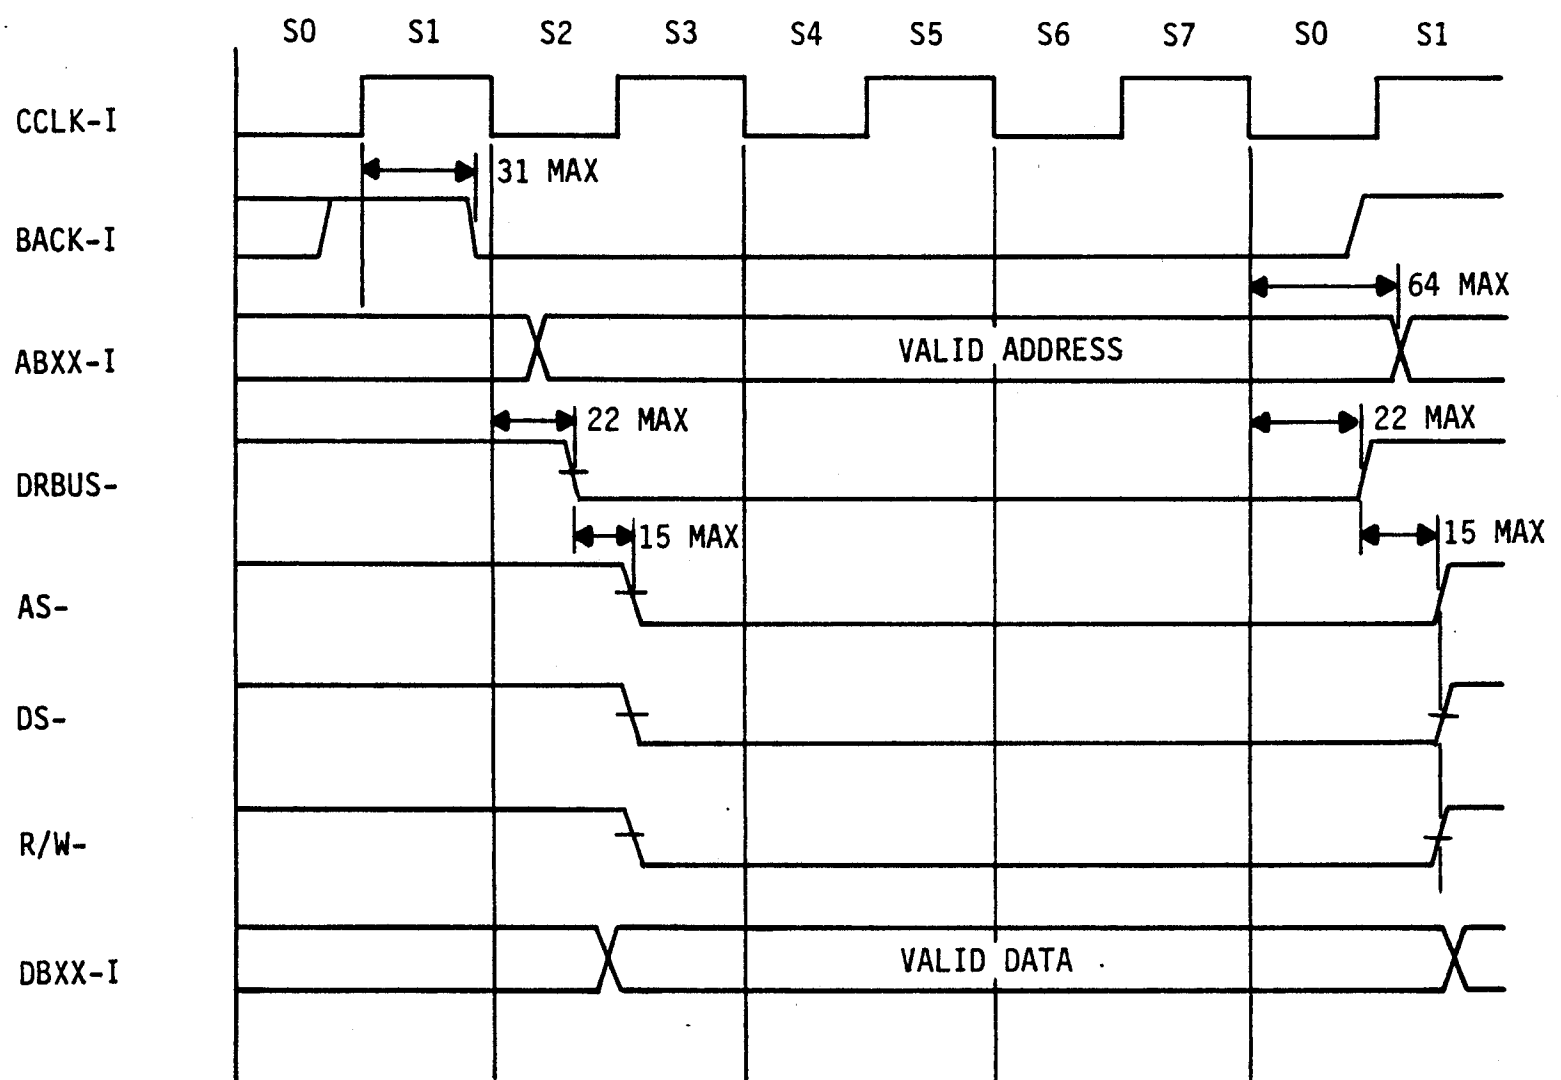 S0 S1 S2 S3 S4 S5 S6 S7 S0 S1
CCLK-I
31 MAX
BACK-I
64 MAX
ABXX-I VALID ADDRESS
22 MAX 22 MAX
DRBUS-
15 MAX 15 MAX
AS-
DS-
R/W-
DBXX-I VALID DATA